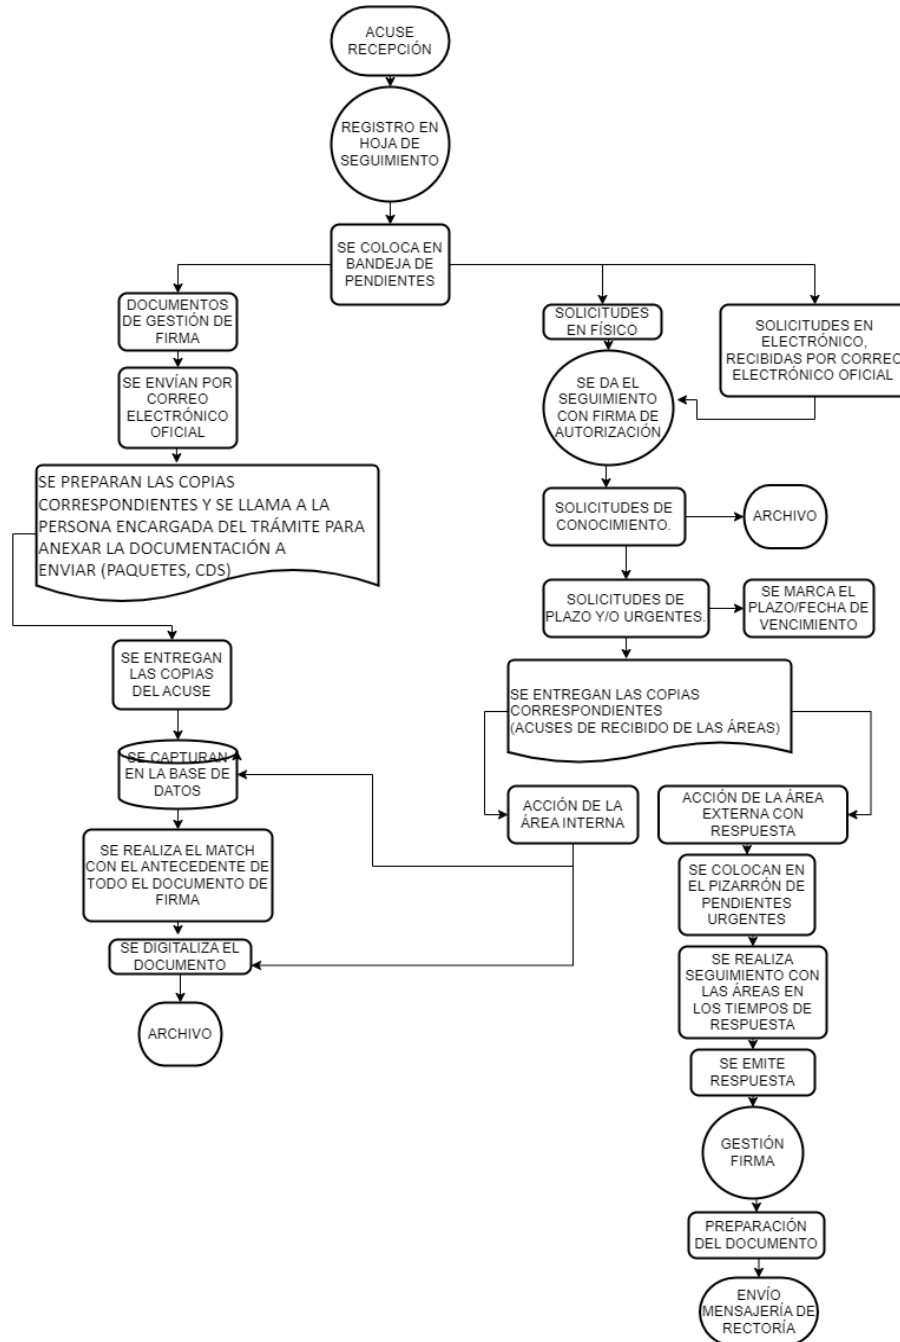 ACUSE
RECEPCIÓN
REGISTRO EN
HOJA DE
SEGUIMIENTO
SE COLOCA EN
BANDEJA DE
PENDIENTES
DOCUMENTOS
DE GESTIÓN DE
FIRMA
SE ENVÍAN POR
CORREO
ELECTRÓNICO
OFICIAL
SE PREPARAN LAS COPIAS
CORRESPONDIENTES Y SE LLAMA A LA
PERSONA ENCARGADA DEL TRÁMITE PARA
ANEXAR LA DOCUMENTACIÓN A
ENVIAR (PAQUETES, CDS)
SE ENTREGAN
LAS COPIAS
DEL ACUSE
SE CAPTURAN
EN LA BASE DE
DATOS
SE REALIZA EL MATCH
CON EL ANTECEDENTE DE
TODO EL DOCUMENTO DE
FIRMA
SE DIGITALIZA EL
DOCUMENTO
ARCHIVO
SOLICITUDES
EN FÍSICO
SOLICITUDES EN
ELECTRÓNICO,
RECIBIDAS POR CORREO
ELECTRÓNICO OFICIAL
SE DA EL
SEGUIMIENTO
CON FIRMA DE
AUTORIZACIÓN.
SOLICITUDES DE
CONOCIMIENTO.
ARCHIVO
SOLICITUDES DE
PLAZO Y/O URGENTES.
SE MARCA EL
PLAZO/FECHA DE
VENCIMIENTO
SE ENTREGAN LAS COPIAS
CORRESPONDIENTES
(ACUSES DE RECIBIDO DE LAS ÁREAS)
ACCIÓN DE LA
ÁREA INTERNA
ACCIÓN DE LA ÁREA
EXTERNA CON
RESPUESTA
SE COLOCAN EN
EL PIZARRÓN DE
PENDIENTES
URGENTES
SE REALIZA
SEGUIMIENTO CON
LAS ÁREAS EN
LOS TIEMPOS DE
RESPUESTA
SE EMITE
RESPUESTA
GESTIÓN
FIRMA
PREPARACIÓN
DEL DOCUMENTO
ENVÍO
MENSAJERÍA DE
RECTORÍA